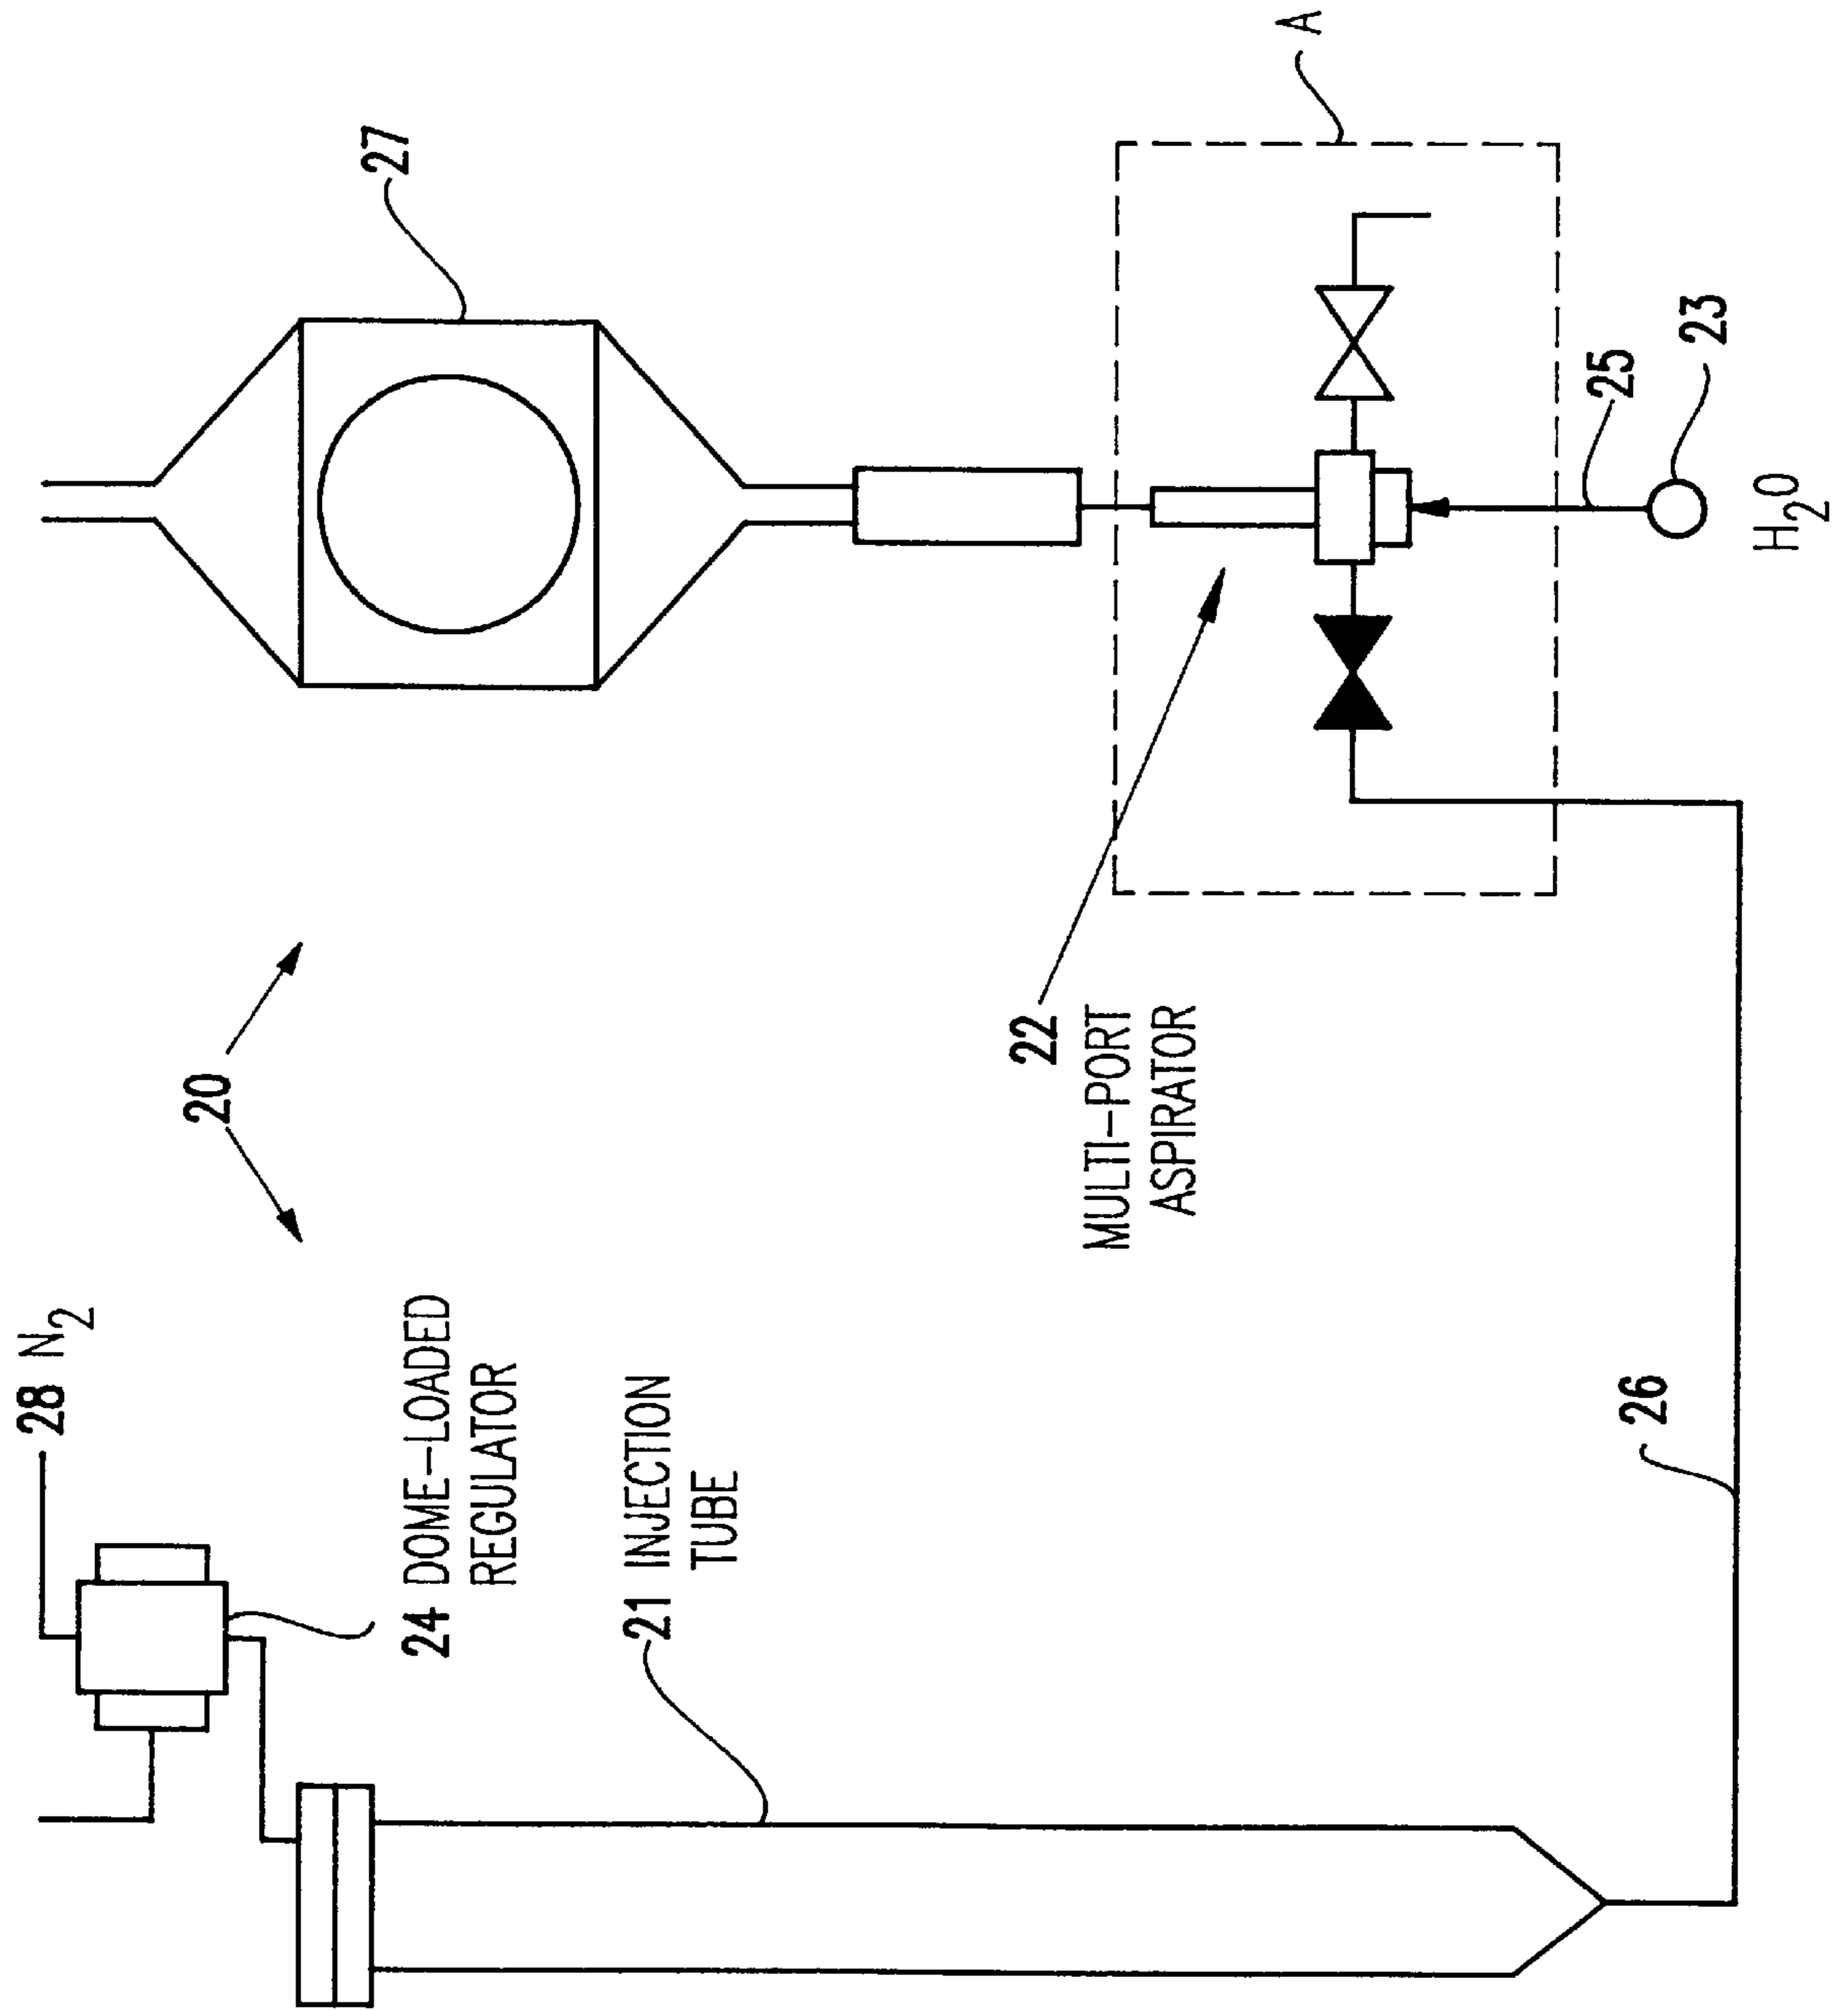 28 N2
24 DOME-LOADED
REGULATOR
21 INJECTION
TUBE
20
26
22
MULTI-PORT
ASPIRATOR
27
A
25
23
H2O